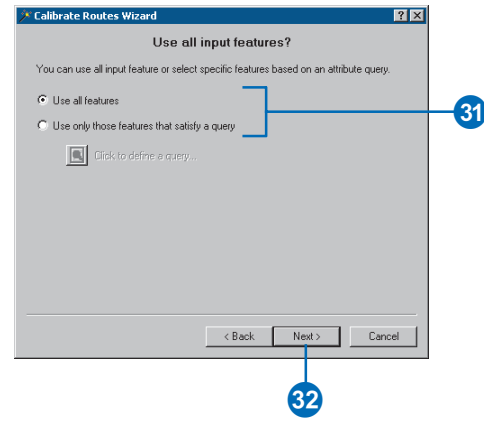 Calibrate Routes Wizard
? ×
Use all input features?
You can use all input feature or select specific features based on an attribute query.
Use all features
31
Use only those features that satisfy a query
Click to define a query...
< Back Next > Cancel
32